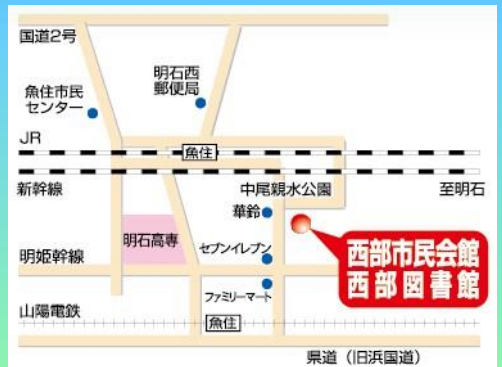 国道2号
明石西
郵便局
魚住市民
センター
JR
魚住
新幹線
中尾親水公園
至明石
華鈴
明石高専
セブンイレブン
西部市民会館
西部図書館
明姫幹線
ファミリーマート
山陽電鉄
魚住
県道（旧浜国道）